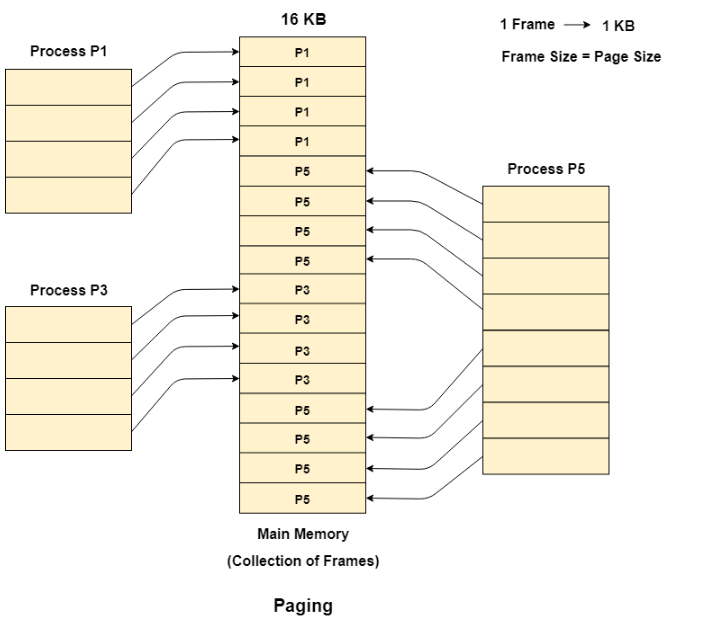 16 KB
1 Frame → 1 KB
Frame Size = Page Size
Process P1
P1
P1
P1
P1
P5
P5
P5
P5
P3
P3
P3
P3
P5
P5
P5
P5
Process P5
Process P3
Main Memory
(Collection of Frames)
Paging